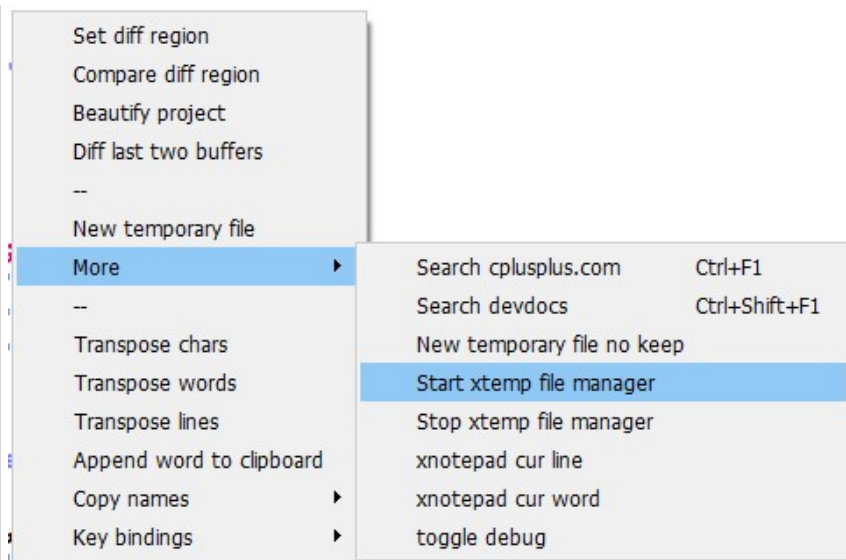 Set diff region
Compare diff region
Beautify project
Diff last two buffers
--
New temporary file
More
--
Transpose chars
Transpose words
Transpose lines
Append word to clipboard
Copy names
Key bindings
Search cplusplus.com Ctrl+F1
Search devdocs Ctrl+Shift+F1
New temporary file no keep
Start xtemp file manager
Stop xtemp file manager
xnotepad cur line
xnotepad cur word
toggle debug